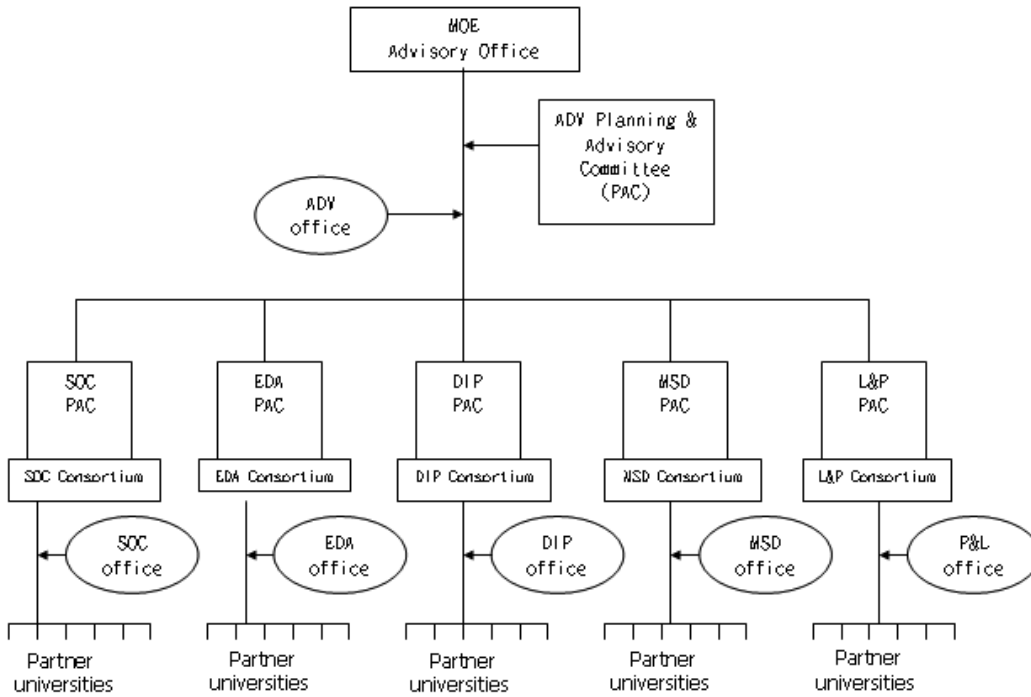 MOE
Advisory Office
ADV Planning &
Advisory
Committee
(PAC)
ADV
office
SOC
PAC
EDA
PAC
DIP
PAC
MSD
PAC
L&P
PAC
SOC Consortium
EDA Consortium
DIP Consortium
MSD Consortium
L&P Consortium
SOC
office
EDA
office
DIP
office
MSD
office
P&L
office
Partner
universities
Partner
universities
Partner
universities
Partner
universities
Partner
universities